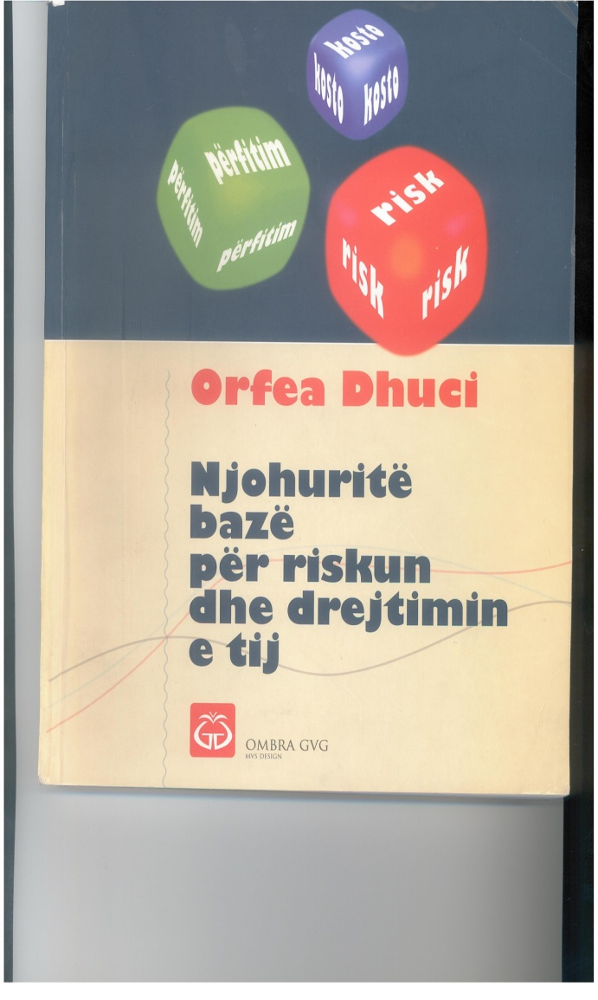 kosto
kosto
kosto
përfitim
përfitim
përfitim
risk
risk
risk
Orfea Dhuci
Njohuritë
bazë
për riskun
dhe drejtimin
e tij
OMBRA GVG
MVS DESIGN